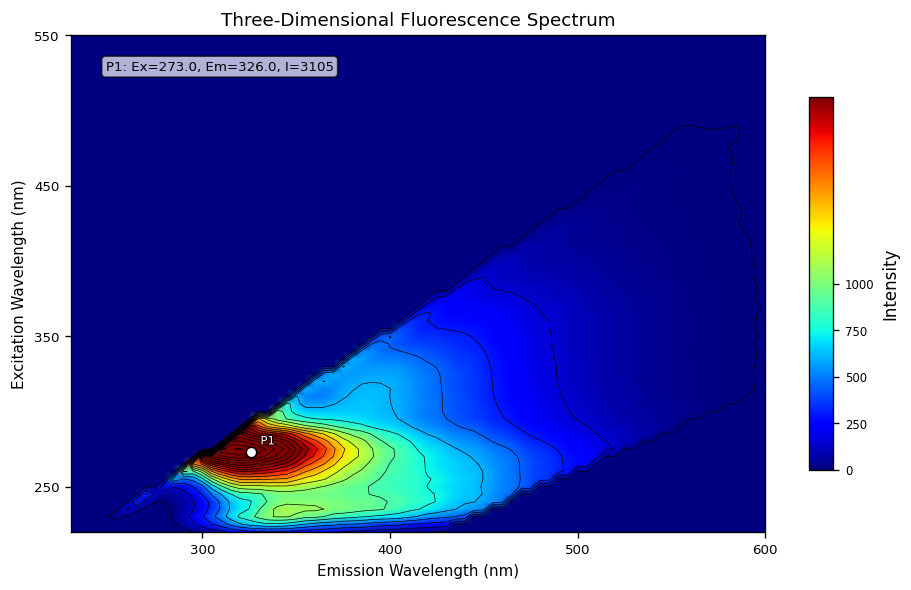 Three-Dimensional Fluorescence Spectrum
P1: Ex=273.0, Em=326.0, I=3105
P1
550
450
350
250
300
400
500
600
Excitation Wavelength (nm)
Emission Wavelength (nm)
1000
750
500
250
0
Intensity